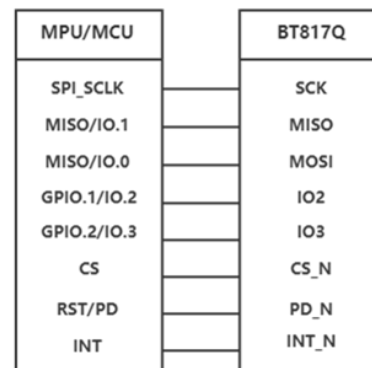 MPU/MCU BT817Q
SPI_SCLK SCK
MISO/IO.1 MISO
MISO/IO.0 MOSI
GPIO.1/IO.2 IO2
GPIO.2/IO.3 IO3
CS CS_N
RST/PD PD_N
INT INT_N